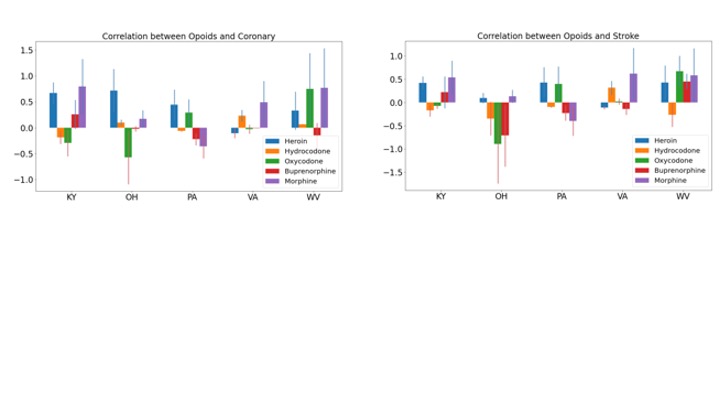 Correlation between Opoids and Coronary
1.5
1.0
0.5
0.0
−0.5
−1.0
KY OH PA VA WV
Heroin
Hydrocodone
Oxycodone
Buprenorphine
Morphine
Correlation between Opoids and Stroke
1.0
0.5
0.0
−0.5
−1.0
−1.5
KY OH PA VA WV
Heroin
Hydrocodone
Oxycodone
Buprenorphine
Morphine